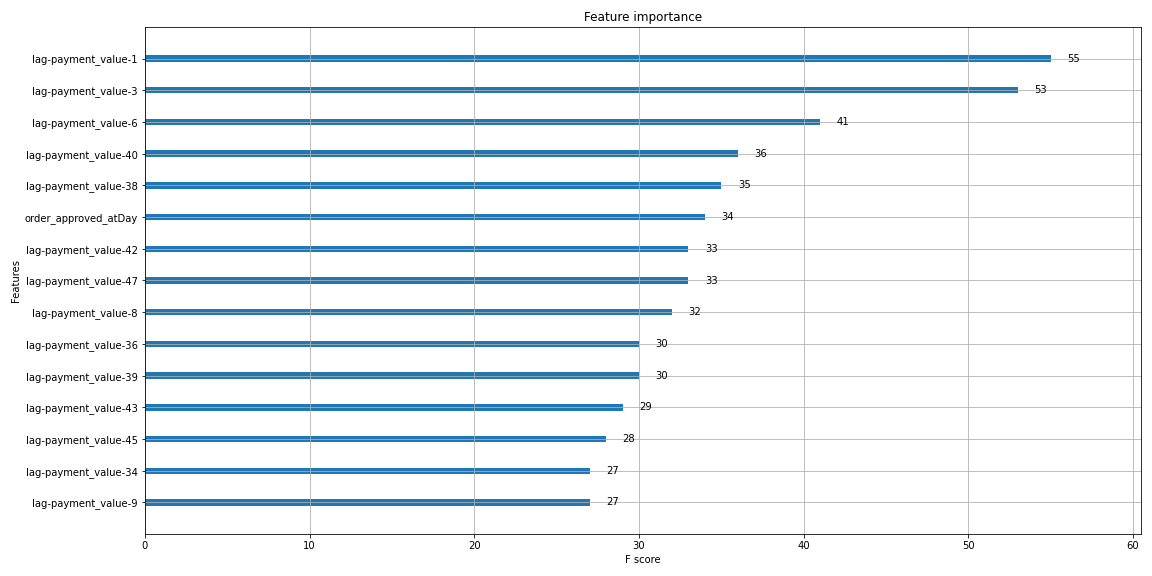 Feature importance
Features
lag-payment_value-1 55
lag-payment_value-3 53
lag-payment_value-6 41
lag-payment_value-40 36
lag-payment_value-38 35
order_approved_atDay 34
lag-payment_value-42 33
lag-payment_value-47 33
lag-payment_value-8 32
lag-payment_value-36 30
lag-payment_value-39 30
lag-payment_value-43 29
lag-payment_value-45 28
lag-payment_value-34 27
lag-payment_value-9 27
0 10 20 30 40 50 60
F score